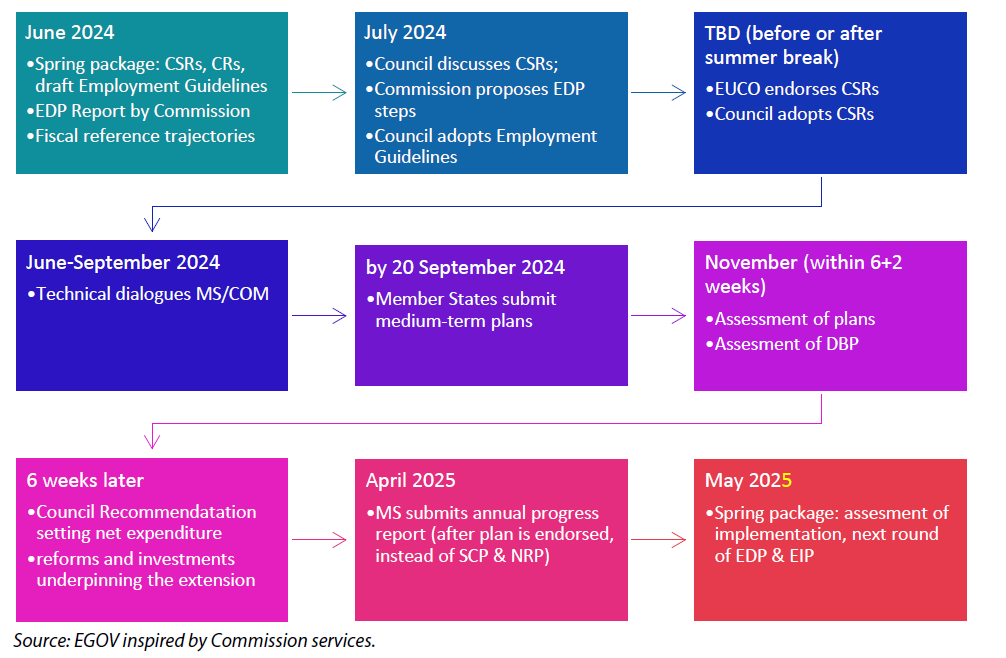 June 2024
•Spring package: CSRs, CRs,
draft Employment Guidelines
•EDP Report by Commission
•Fiscal reference trajectories
July 2024
•Council discusses CSRs;
•Commission proposes EDP
steps
•Council adopts Employment
Guidelines
TBD (before or after
summer break)
•EUCO endorses CSRs
•Council adopts CSRs
June-September 2024
•Technical dialogues MS/COM
by 20 September 2024
•Member States submit
medium-term plans
November (within 6+2
weeks)
•Assessment of plans
•Assesment of DBP
6 weeks later
•Council Recommendatation
setting net expenditure
•reforms and investments
underpinning the extension
April 2025
•MS submits annual progress
report (after plan is endorsed,
instead of SCP & NRP)
May 2025
•Spring package: assesment of
implementation, next round
of EDP & EIP
Source: EGOV inspired by Commission services.